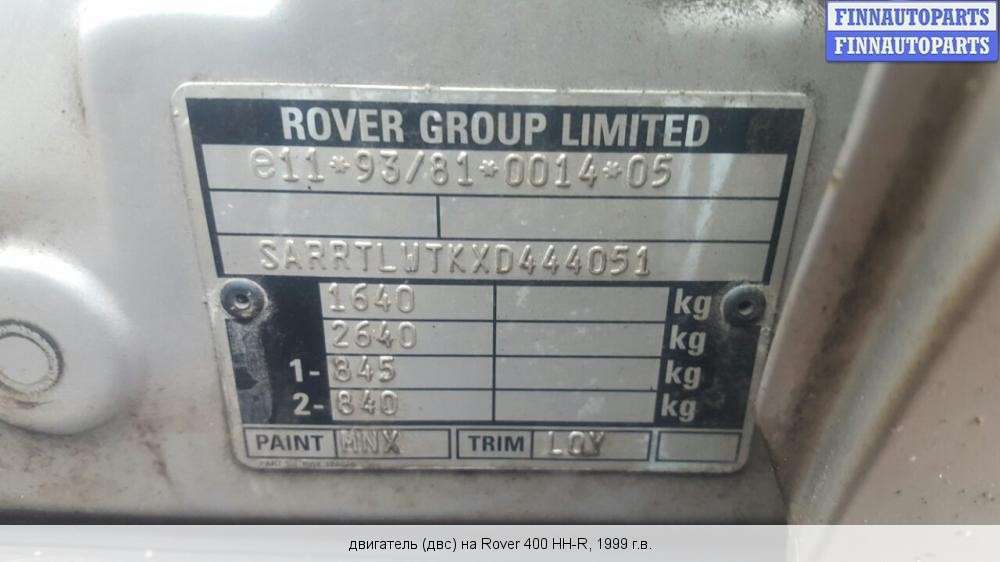 FINNAUTOPARTS
FINNAUTOPARTS
ROVER GROUP LIMITED
e11*93/81*0014*05
SARRTLWTKXD444051
1640 kg
2640 kg
1- 845 kg
2- 840 kg
PAINT MNX TRIM LQY
двигатель (двс) на Rover 400 HH-R, 1999 г.в.